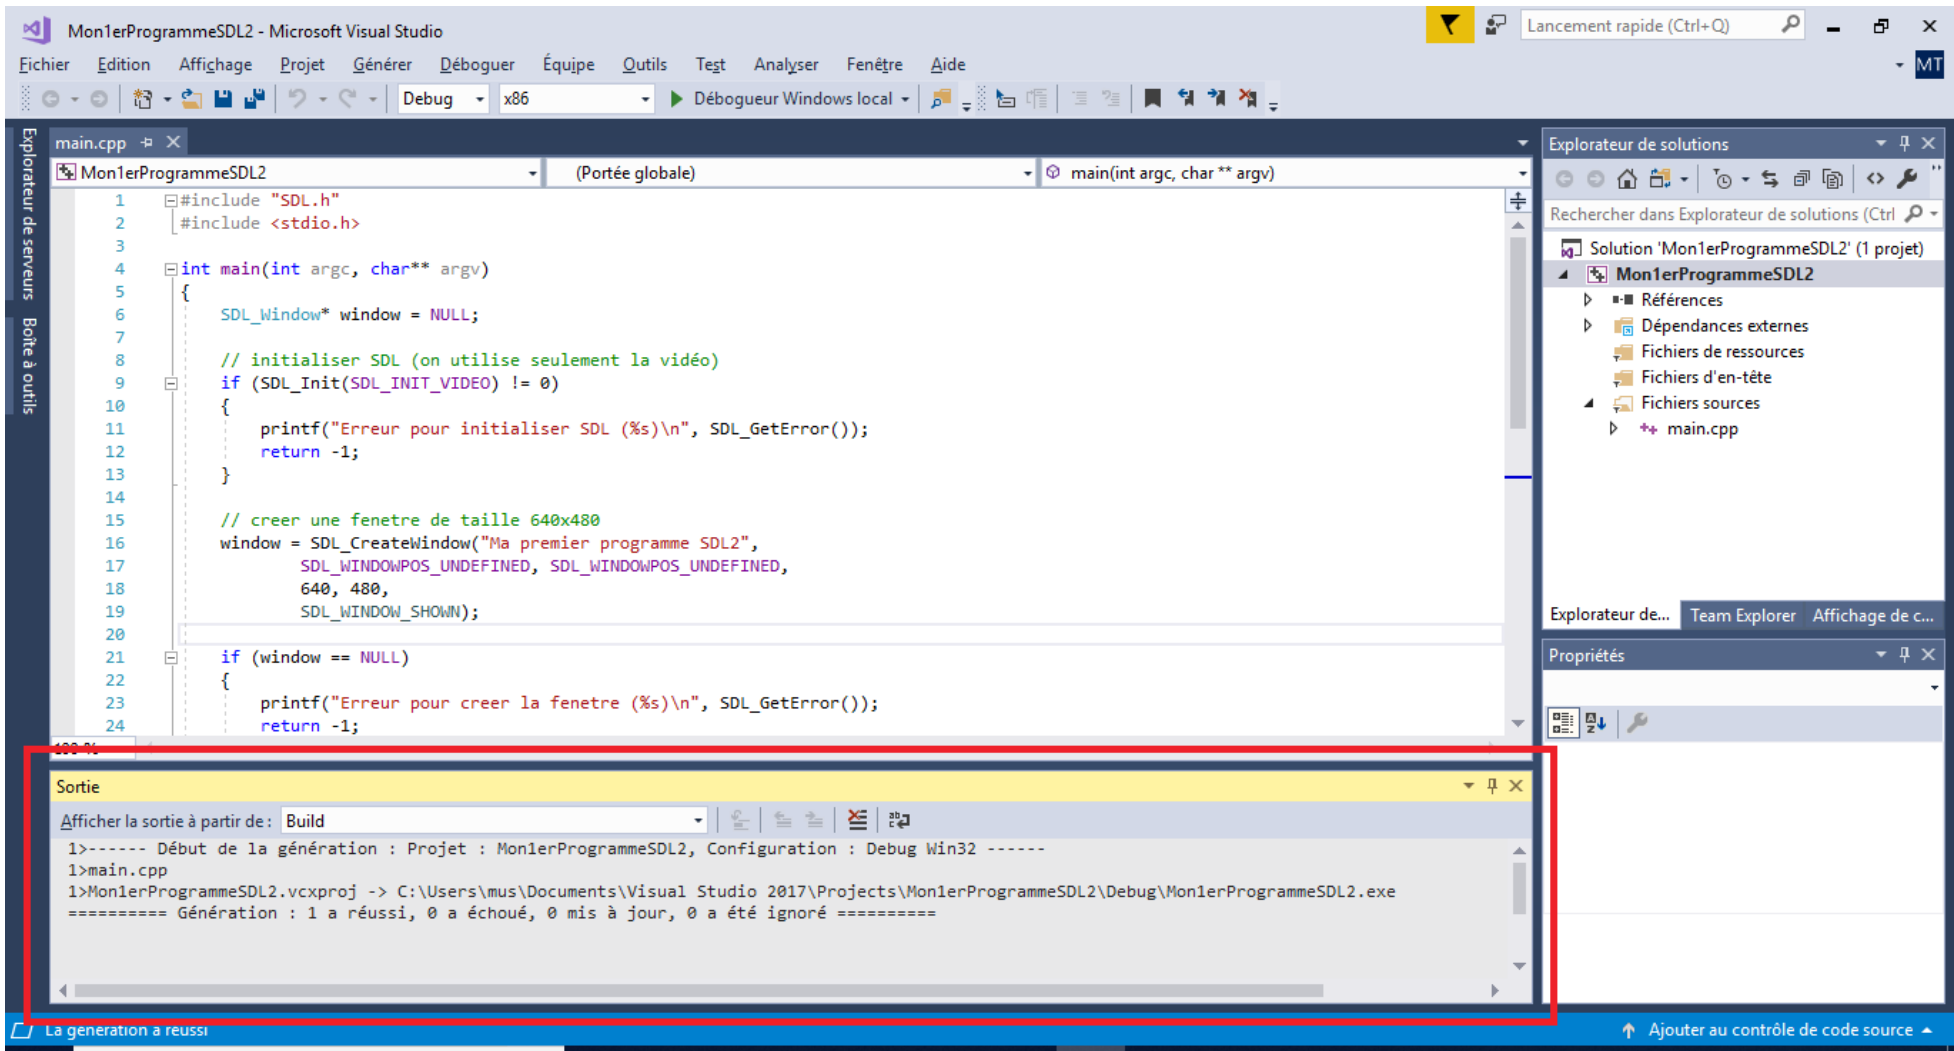 Mon1erProgrammeSDL2 - Microsoft Visual Studio
Lancement rapide (Ctrl+Q)
Fichier Edition Affichage Projet Générer Déboguer Équipe Outils Test Analyser Fenêtre Aide
MT
Debug x86 Débogueur Windows local
Explorateur de serveurs
Boîte à outils
main.cpp
Mon1erProgrammeSDL2 (Portée globale) main(int argc, char ** argv)
1 #include "SDL.h"
2 #include <stdio.h>
3
4 int main(int argc, char** argv)
5 {
6 SDL_Window* window = NULL;
7
8 // initialiser SDL (on utilise seulement la vidéo)
9 if (SDL_Init(SDL_INIT_VIDEO) != 0)
10 {
11 printf("Erreur pour initialiser SDL (%s)\n", SDL_GetError());
12 return -1;
13 }
14
15 // creer une fenetre de taille 640x480
16 window = SDL_CreateWindow("Ma premier programme SDL2",
17 SDL_WINDOWPOS_UNDEFINED, SDL_WINDOWPOS_UNDEFINED,
18 640, 480,
19 SDL_WINDOW_SHOWN);
20
21 if (window == NULL)
22 {
23 printf("Erreur pour creer la fenetre (%s)\n", SDL_GetError());
24 return -1;
Explorateur de solutions
Rechercher dans Explorateur de solutions (Ctrl
Solution 'Mon1erProgrammeSDL2' (1 projet)
Mon1erProgrammeSDL2
Références
Dépendances externes
Fichiers de ressources
Fichiers d'en-tête
Fichiers sources
main.cpp
Explorateur de... Team Explorer Affichage de c...
Propriétés
Sortie
Afficher la sortie à partir de : Build
1>------ Début de la génération : Projet : Mon1erProgrammeSDL2, Configuration : Debug Win32 ------
1>main.cpp
1>Mon1erProgrammeSDL2.vcxproj -> C:\Users\mus\Documents\Visual Studio 2017\Projects\Mon1erProgrammeSDL2\Debug\Mon1erProgrammeSDL2.exe
========== Génération : 1 a réussi, 0 a échoué, 0 mis à jour, 0 a été ignoré ==========
La génération a réussi
Ajouter au contrôle de code source